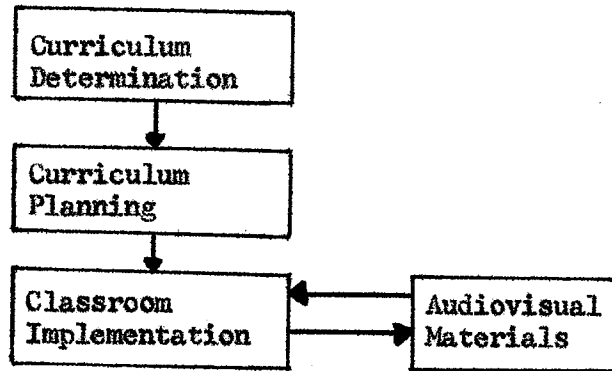 Curriculum
Determination
Curriculum
Planning
Classroom
Implementation
Audiovisual
Materials